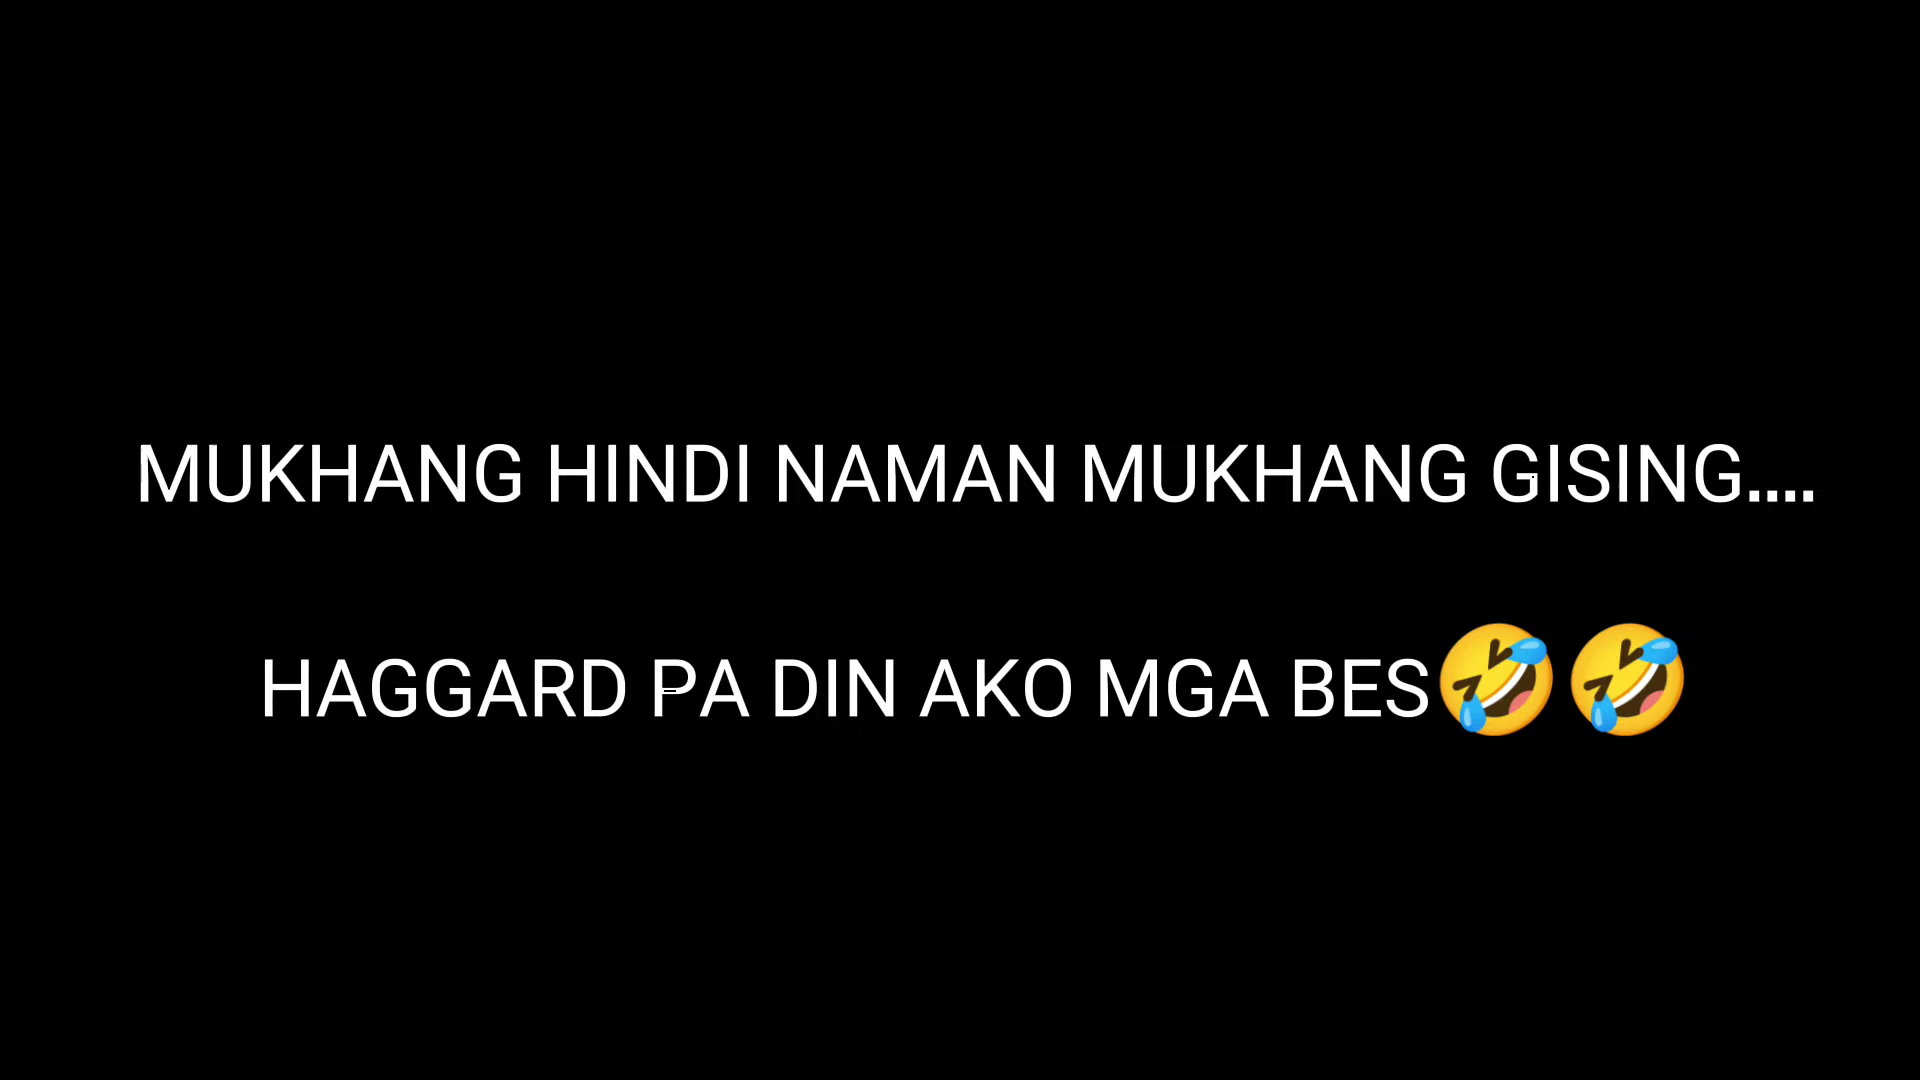 MUKHANG HINDI NAMAN MUKHANG GISING....
HAGGARD PA DIN AKO MGA BES🤣🤣